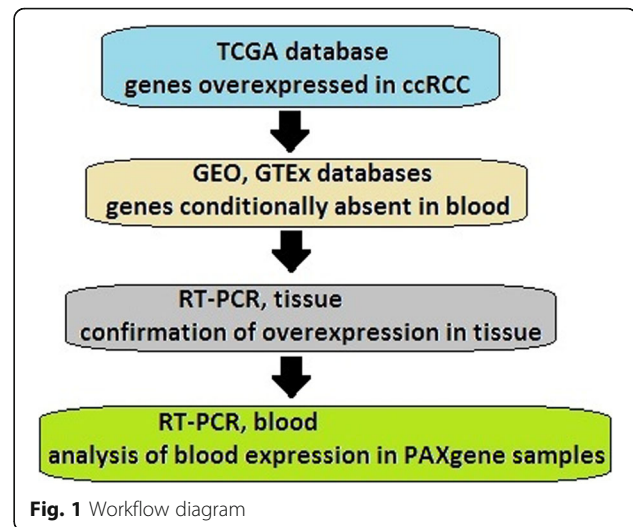 TCGA database
genes overexpressed in ccRCC
GEO, GTEx databases
genes conditionally absent in blood
RT-PCR, tissue
confirmation of overexpression in tissue
RT-PCR, blood
analysis of blood expression in PAXgene samples
Fig. 1 Workflow diagram